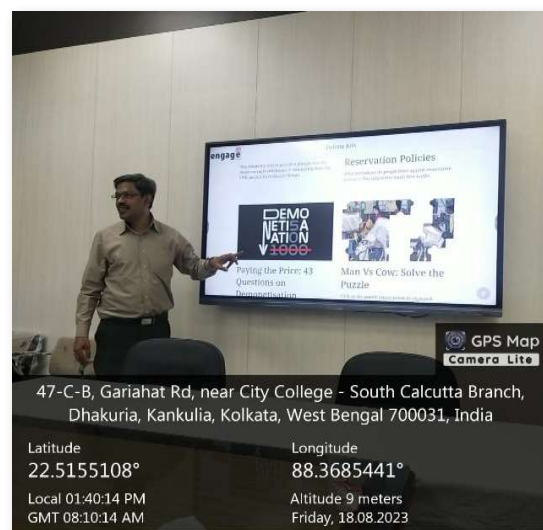 engage
Reservation Policies
DEMO
NETISA
NATION
1000
Paying the Price: 43
Questions on
Demonetisation
Man Vs Cow: Solve the
Puzzle
GPS Map
Camera Lite
47-C-B, Gariahat Rd, near City College - South Calcutta Branch,
Dhakuria, Kankulia, Kolkata, West Bengal 700031, India
Latitude
22.5155108°
Longitude
88.3685441°
Local 01:40:14 PM
GMT 08:10:14 AM
Altitude 9 meters
Friday, 18.08.2023